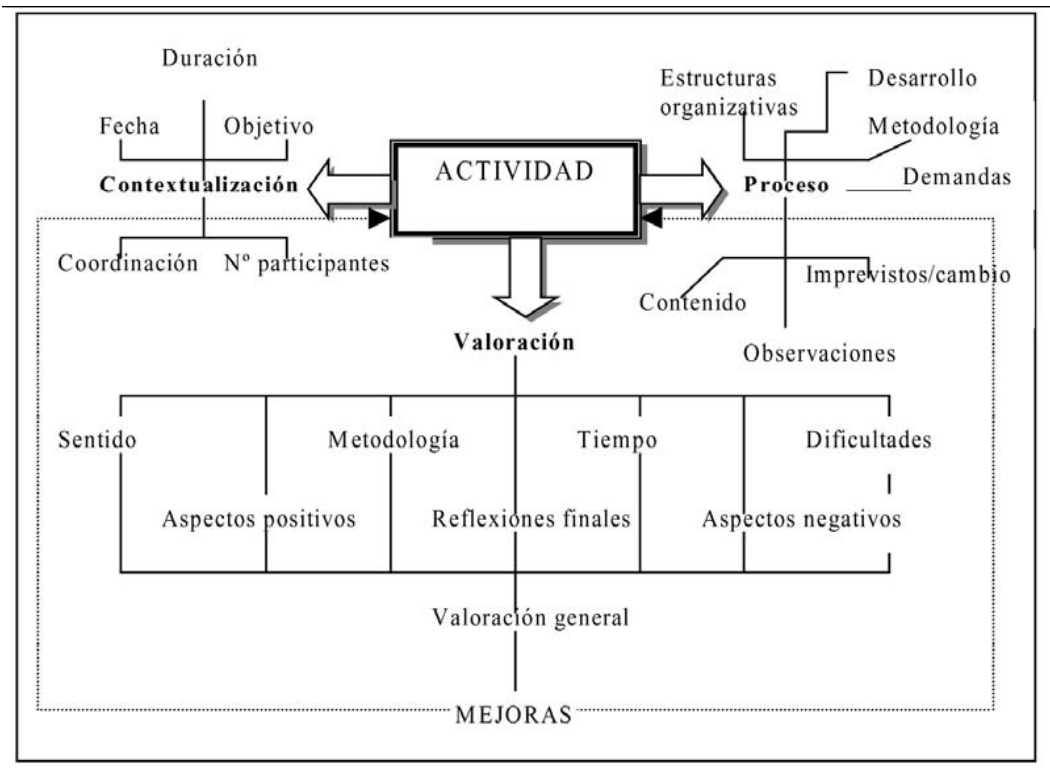 Duración
Estructuras
organizativas
Desarrollo
Fecha
Objetivo
Metodología
ACTIVIDAD
Contextualización
Proceso
Demandas
Coordinación
Nº participantes
Imprevistos/cambio
Contenido
Valoración
Observaciones
Sentido
Metodología
Tiempo
Dificultades
Aspectos positivos
Reflexiones finales
Aspectos negativos
Valoración general
MEJORAS